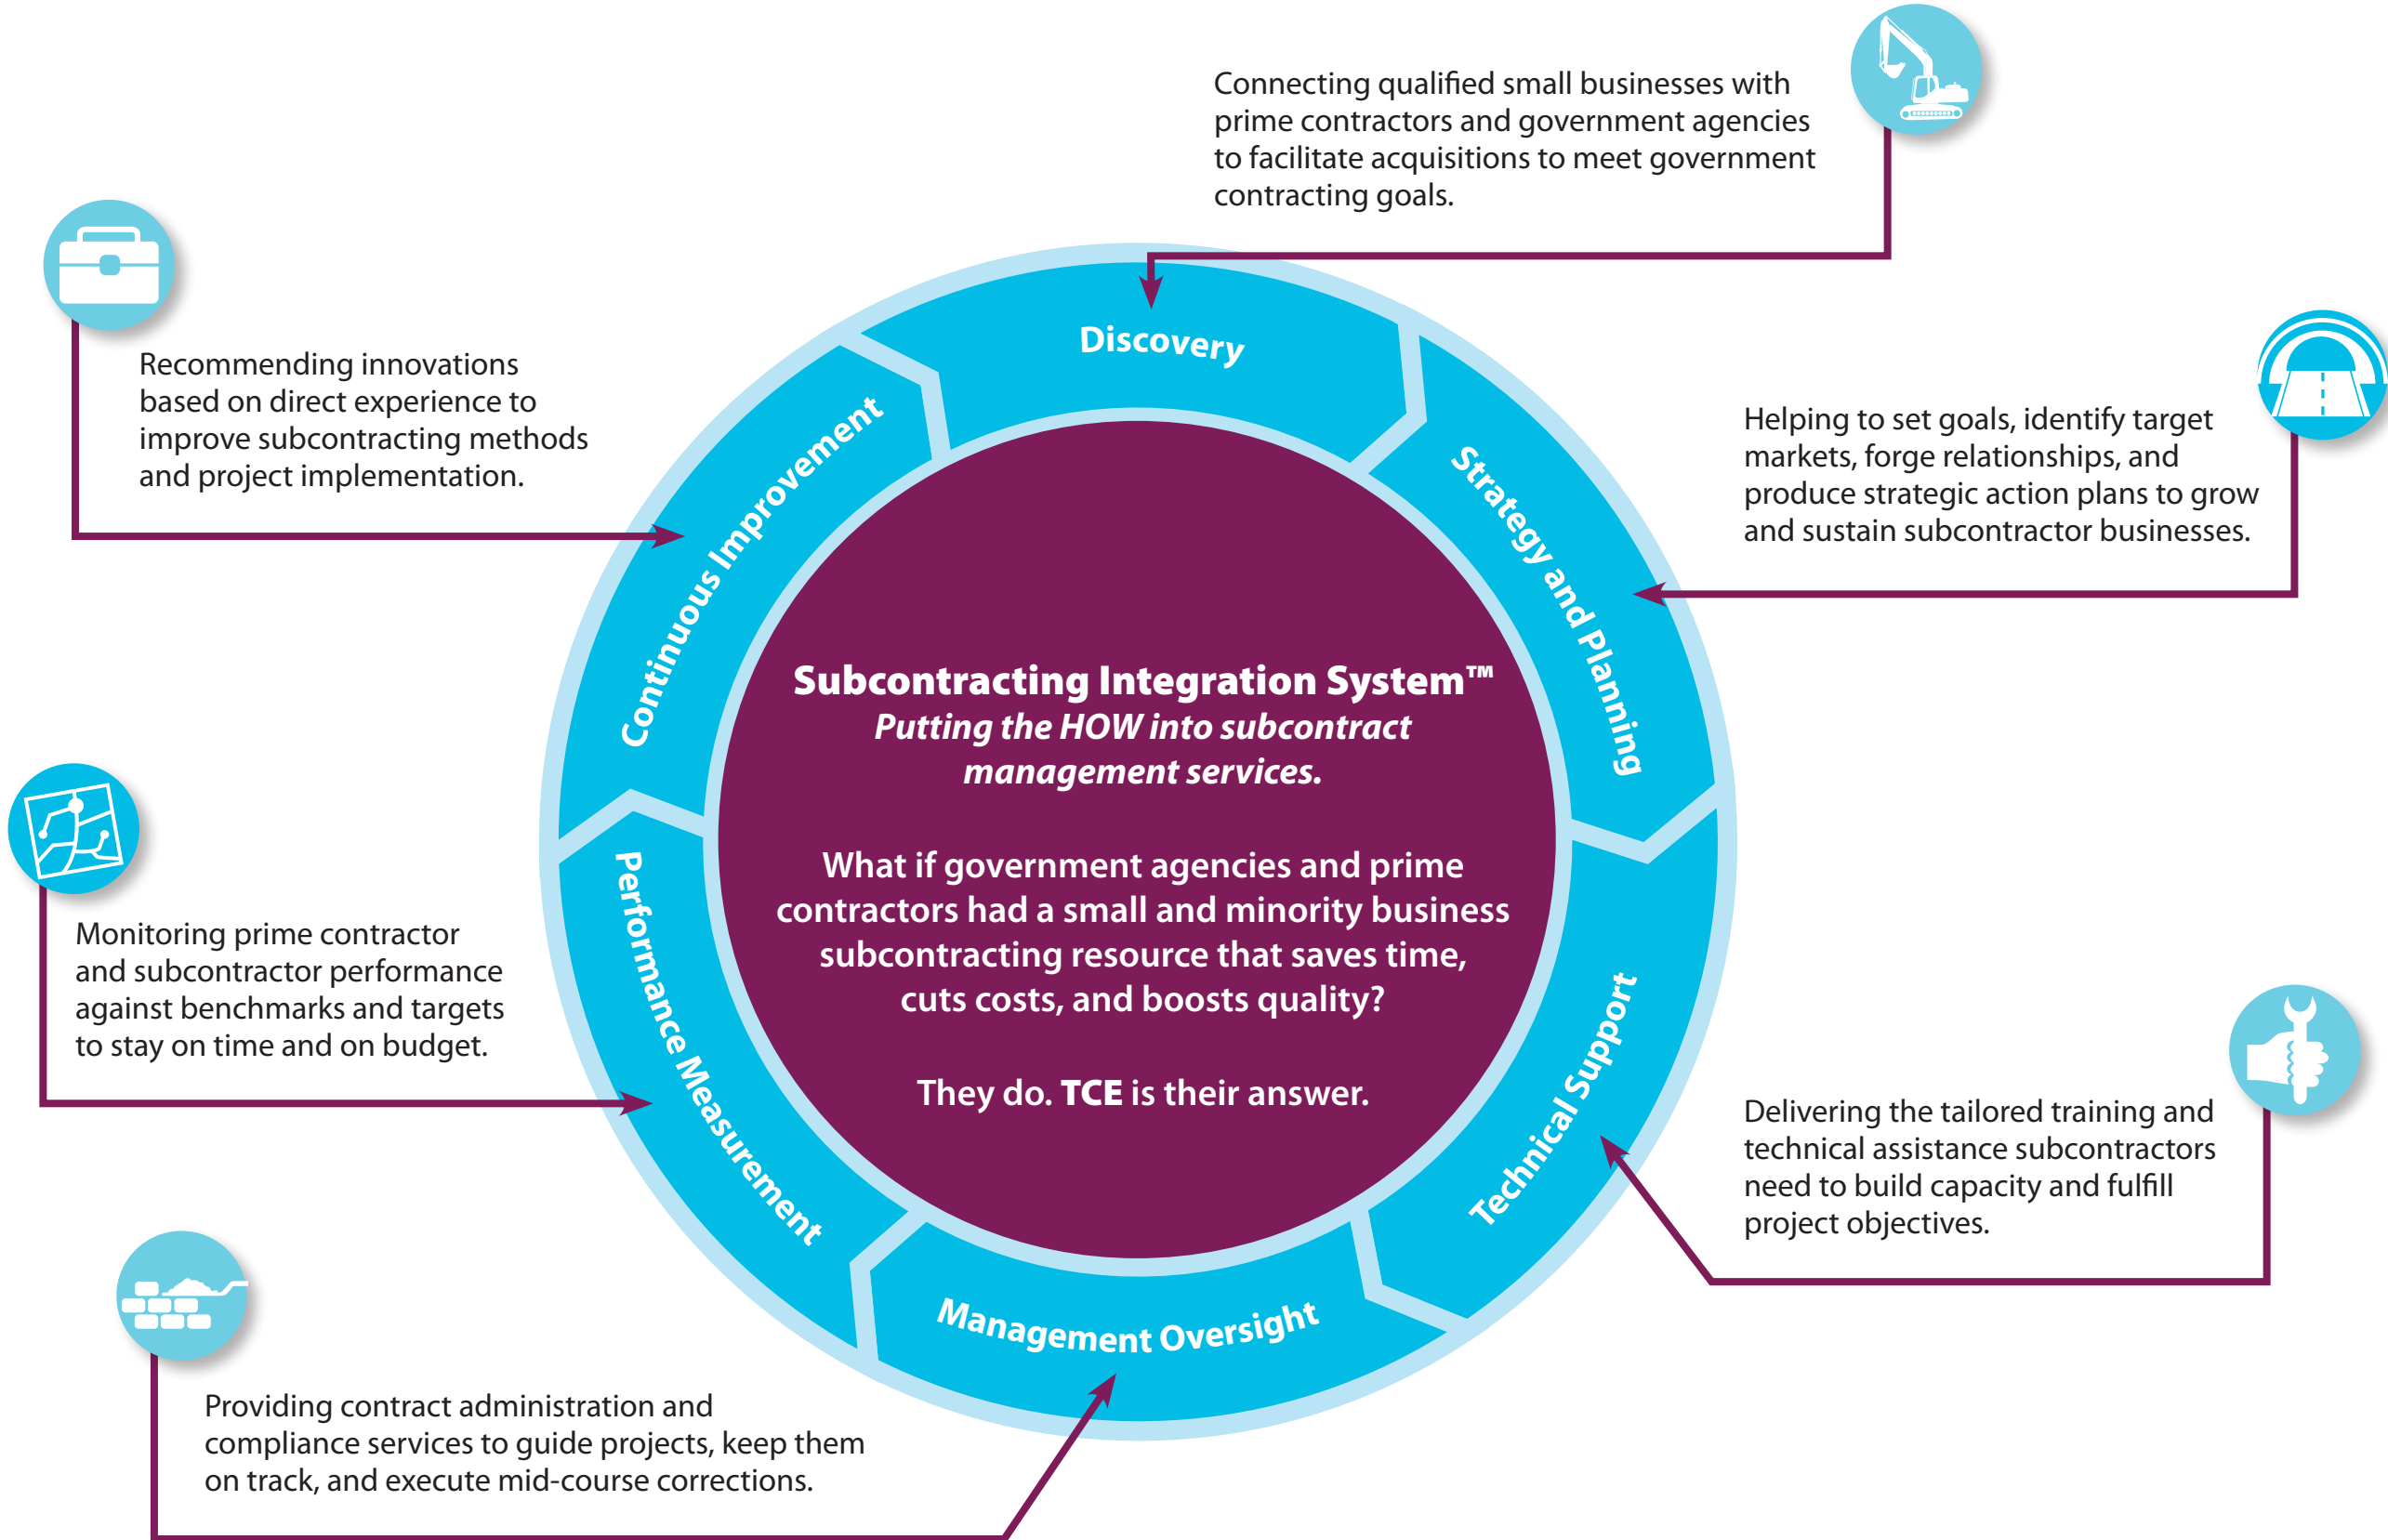 Connecting qualified small businesses with
prime contractors and government agencies
to facilitate acquisitions to meet government
contracting goals.
Discovery
Helping to set goals, identify target
markets, forge relationships, and
produce strategic action plans to grow
and sustain subcontractor businesses.
Strategy and Planning
Delivering the tailored training and
technical assistance subcontractors
need to build capacity and fulfill
project objectives.
Technical Support
Providing contract administration and
compliance services to guide projects, keep them
on track, and execute mid-course corrections.
Management Oversight
Monitoring prime contractor
and subcontractor performance
against benchmarks and targets
to stay on time and on budget.
Performance Measurement
Recommending innovations
based on direct experience to
improve subcontracting methods
and project implementation.
Continuous Improvement
Subcontracting Integration System™
Putting the HOW into subcontract
management services.
What if government agencies and prime
contractors had a small and minority business
subcontracting resource that saves time,
cuts costs, and boosts quality?
They do. TCE is their answer.